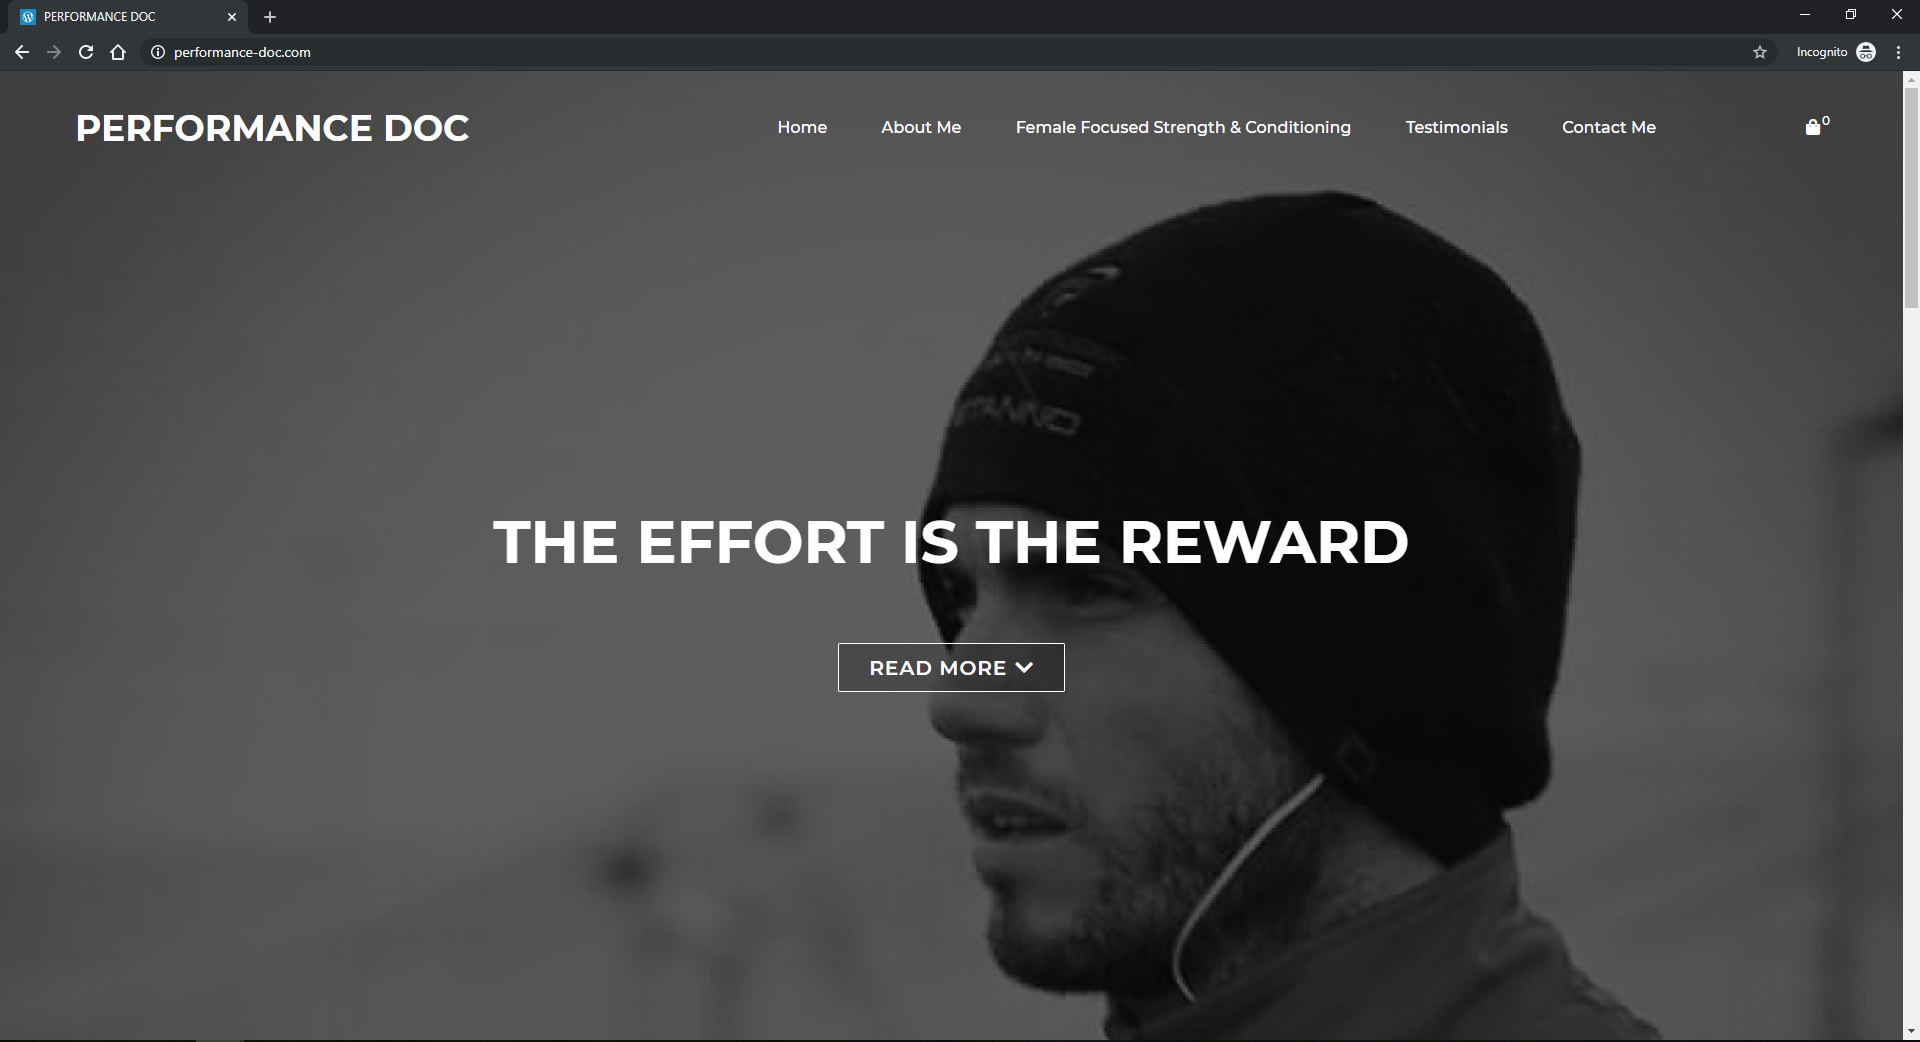 PERFORMANCE DOC
performance-doc.com
Incognito
PERFORMANCE DOC
Home
About Me
Female Focused Strength & Conditioning
Testimonials
Contact Me
0
THE EFFORT IS THE REWARD
READ MORE